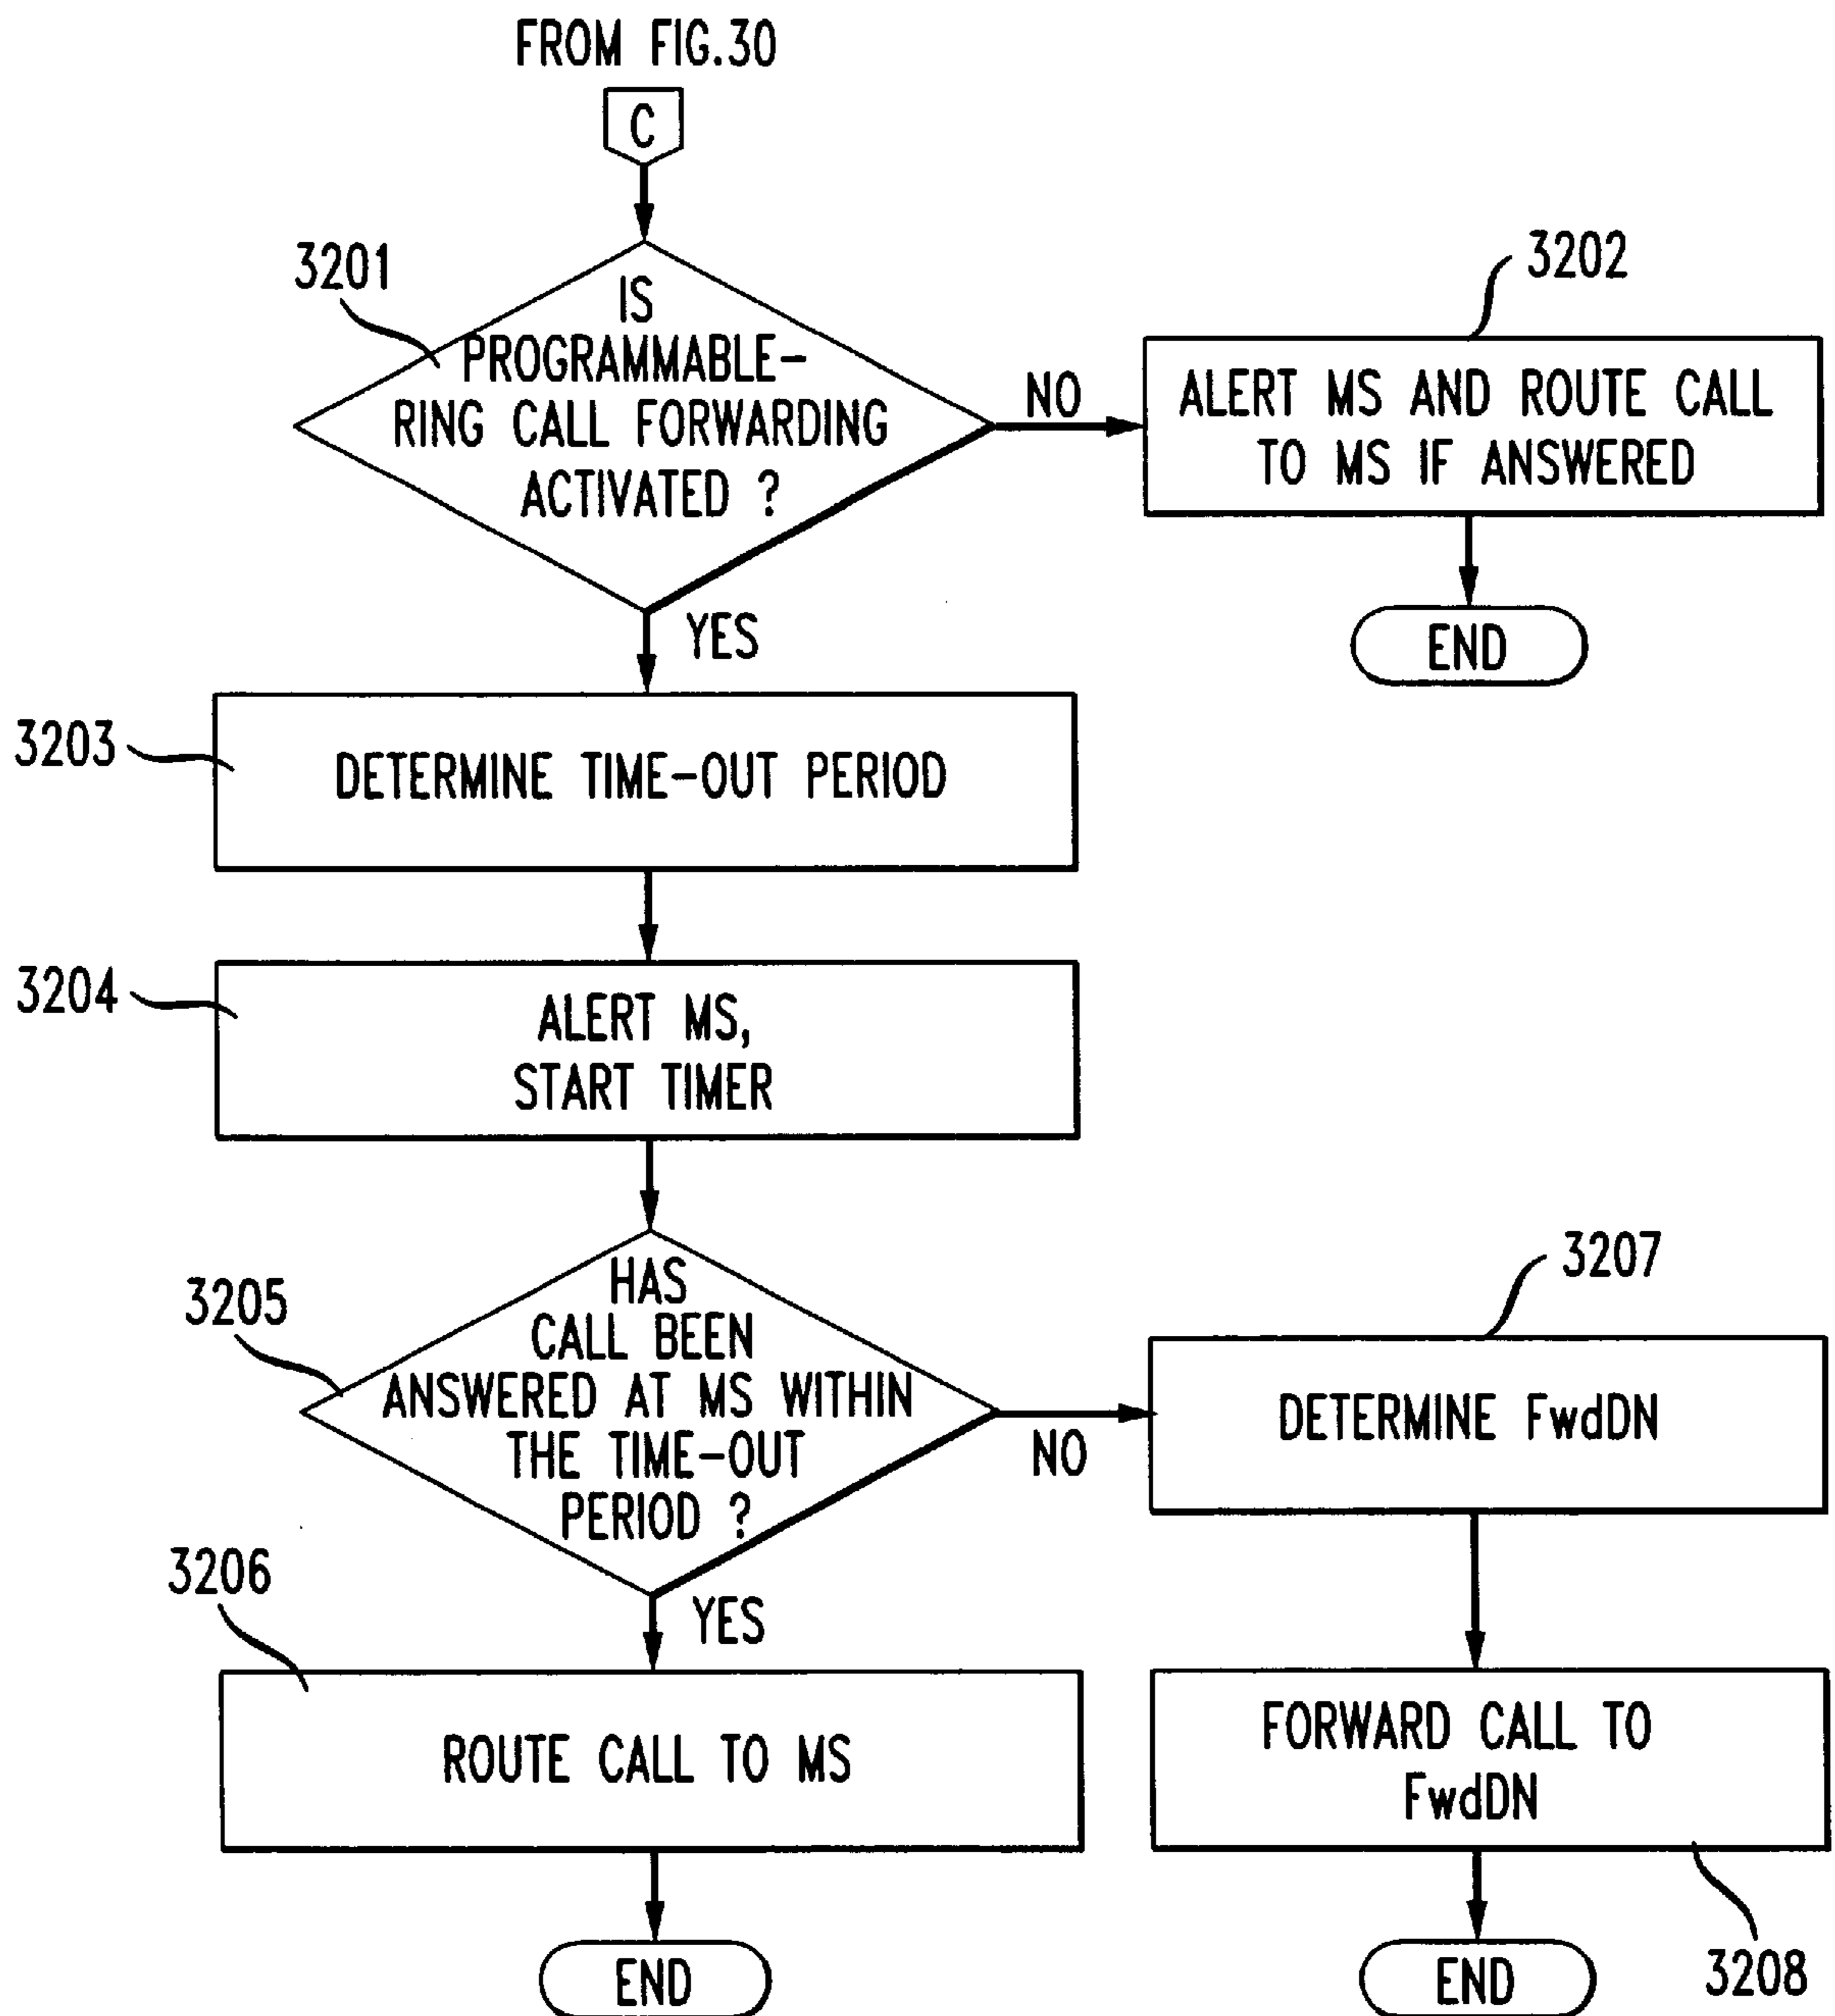 FROM FIG.30
C
3201
IS
PROGRAMMABLE-
RING CALL FORWARDING
ACTIVATED ?
NO
3202
ALERT MS AND ROUTE CALL
TO MS IF ANSWERED
END
YES
3203
DETERMINE TIME-OUT PERIOD
3204
ALERT MS,
START TIMER
3205
HAS
CALL BEEN
ANSWERED AT MS WITHIN
THE TIME-OUT
PERIOD ?
NO
3207
DETERMINE FwdDN
YES
3206
ROUTE CALL TO MS
FORWARD CALL TO
FwdDN
3208
END
END